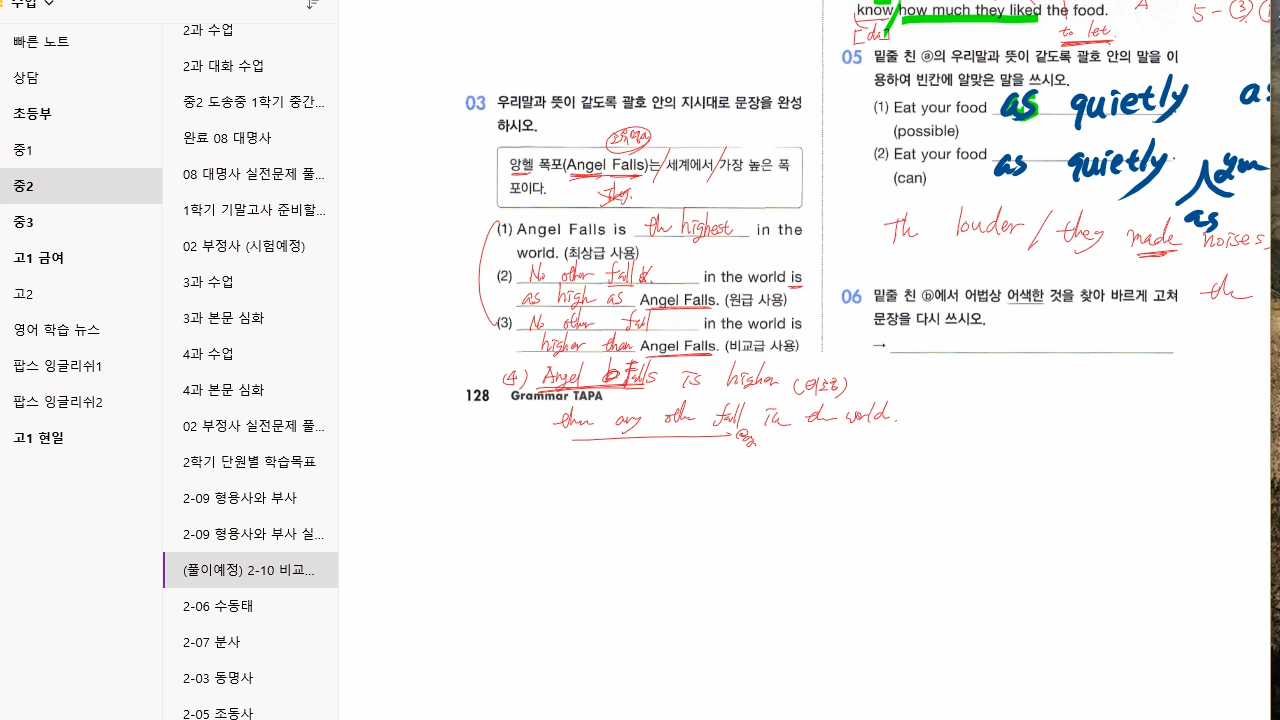 수업
빠른 노트
상담
초등부
중1
중2
중3
고1 급여
고2
영어 학습 뉴스
팝스 잉글리쉬1
팝스 잉글리쉬2
고1 현일
2과 수업
2과 대화 수업
중2 도송중 1학기 중간...
완료 08 대명사
08 대명사 실전문제 풀...
1학기 기말고사 준비할...
02 부정사 (시험예정)
3과 수업
3과 본문 심화
4과 수업
4과 본문 심화
02 부정사 실전문제 풀...
2학기 단원별 학습목표
2-09 형용사와 부사
2-09 형용사와 부사 실...
(풀이예정) 2-10 비교...
2-06 수동태
2-07 분사
2-03 동명사
2-05 조동사
03 우리말과 뜻이 같도록 괄호 안의 지시대로 문장을 완성
하시오.
앙헬 폭포(Angel Falls)는 세계에서 가장 높은 폭
포이다.
(1) Angel Falls is the highest in the
world. (최상급 사용)
(2) No other fall in the world is
as high as Angel Falls. (원급 사용)
(3) No other fall in the world is
higher than Angel Falls. (비교급 사용)
(4) Angel Falls is higher
than any other fall in the world.
128 Grammar TAPA
know how much they liked the food.
[do]
to let
A
5 - ③
05 밑줄 친 ⓐ의 우리말과 뜻이 같도록 괄호 안의 말을 이
용하여 빈칸에 알맞은 말을 쓰시오.
(1) Eat your food as quietly as
(possible)
(2) Eat your food as quietly as
(can)
The louder / they made noises,
the
06 밑줄 친 ⓑ에서 어법상 어색한 것을 찾아 바르게 고쳐
문장을 다시 쓰시오.
→